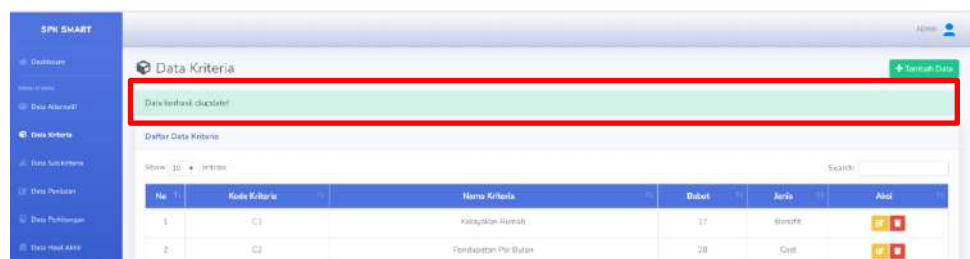 SPK SMART
Admin
Dashboard
Data Kriteria
+ Tambah Data
Data Alternatif
Data berhasil diupdate!
Data Kriteria
Daftar Data Kriteria
Data Sub Kriteria
Show 10 entries
Search:
Data Penilaian
No Kode Kriteria Nama Kriteria Bobot Jenis Aksi
Data Perhitungan
1 C1 Kelayakan Rumah 17 Benefit
Data Hasil Akhir
2 C2 Pendapatan Per Bulan 28 Cost